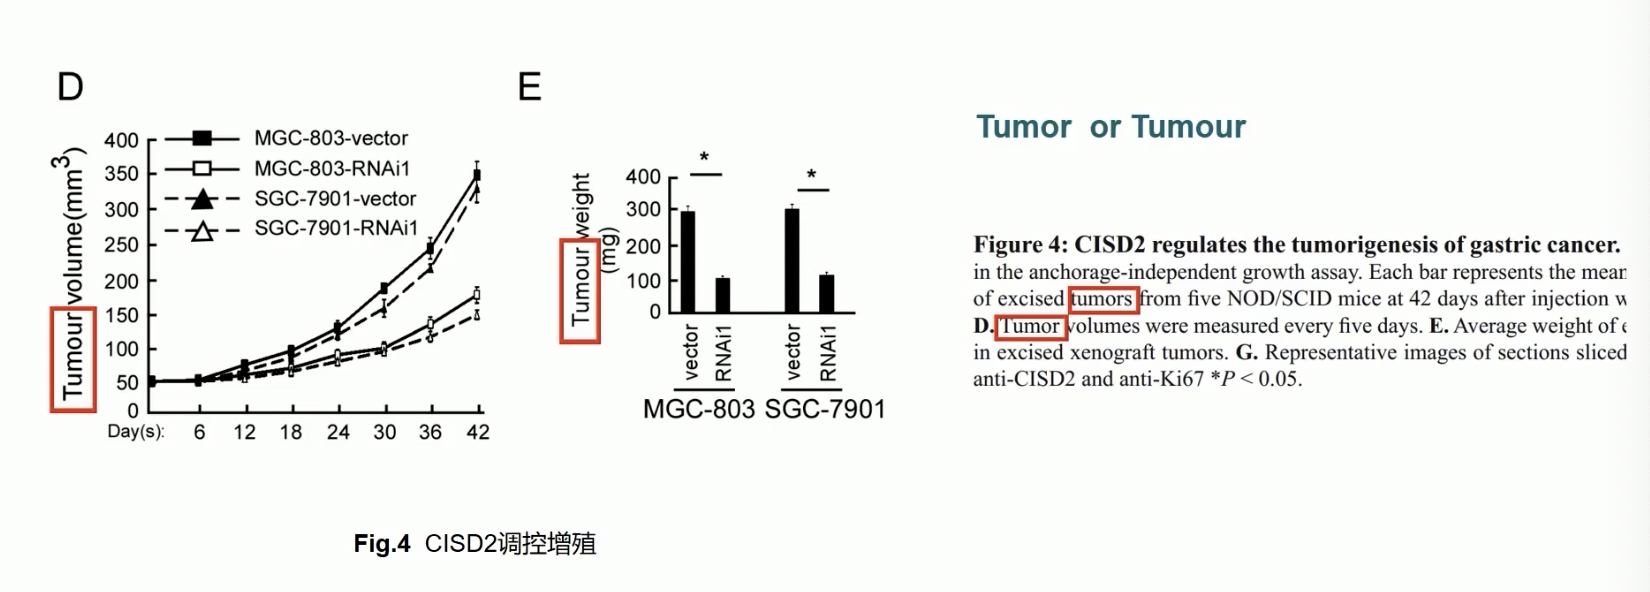 D
400
350
300
250
200
150
100
50
0
Tumour volume(mm³)
MGC-803-vector
MGC-803-RNAi1
SGC-7901-vector
SGC-7901-RNAi1
Day(s): 6 12 18 24 30 36 42
E
Tumour weight
(mg)
400
300
200
100
0
* *
vector RNAi1 vector RNAi1
MGC-803 SGC-7901
Fig.4 CISD2调控增殖
Tumor or Tumour
Figure 4: CISD2 regulates the tumorigenesis of gastric cancer.
in the anchorage-independent growth assay. Each bar represents the mean
of excised tumors from five NOD/SCID mice at 42 days after injection
D. Tumor volumes were measured every five days. E. Average weight of
in excised xenograft tumors. G. Representative images of sections sliced
anti-CISD2 and anti-Ki67 *P < 0.05.